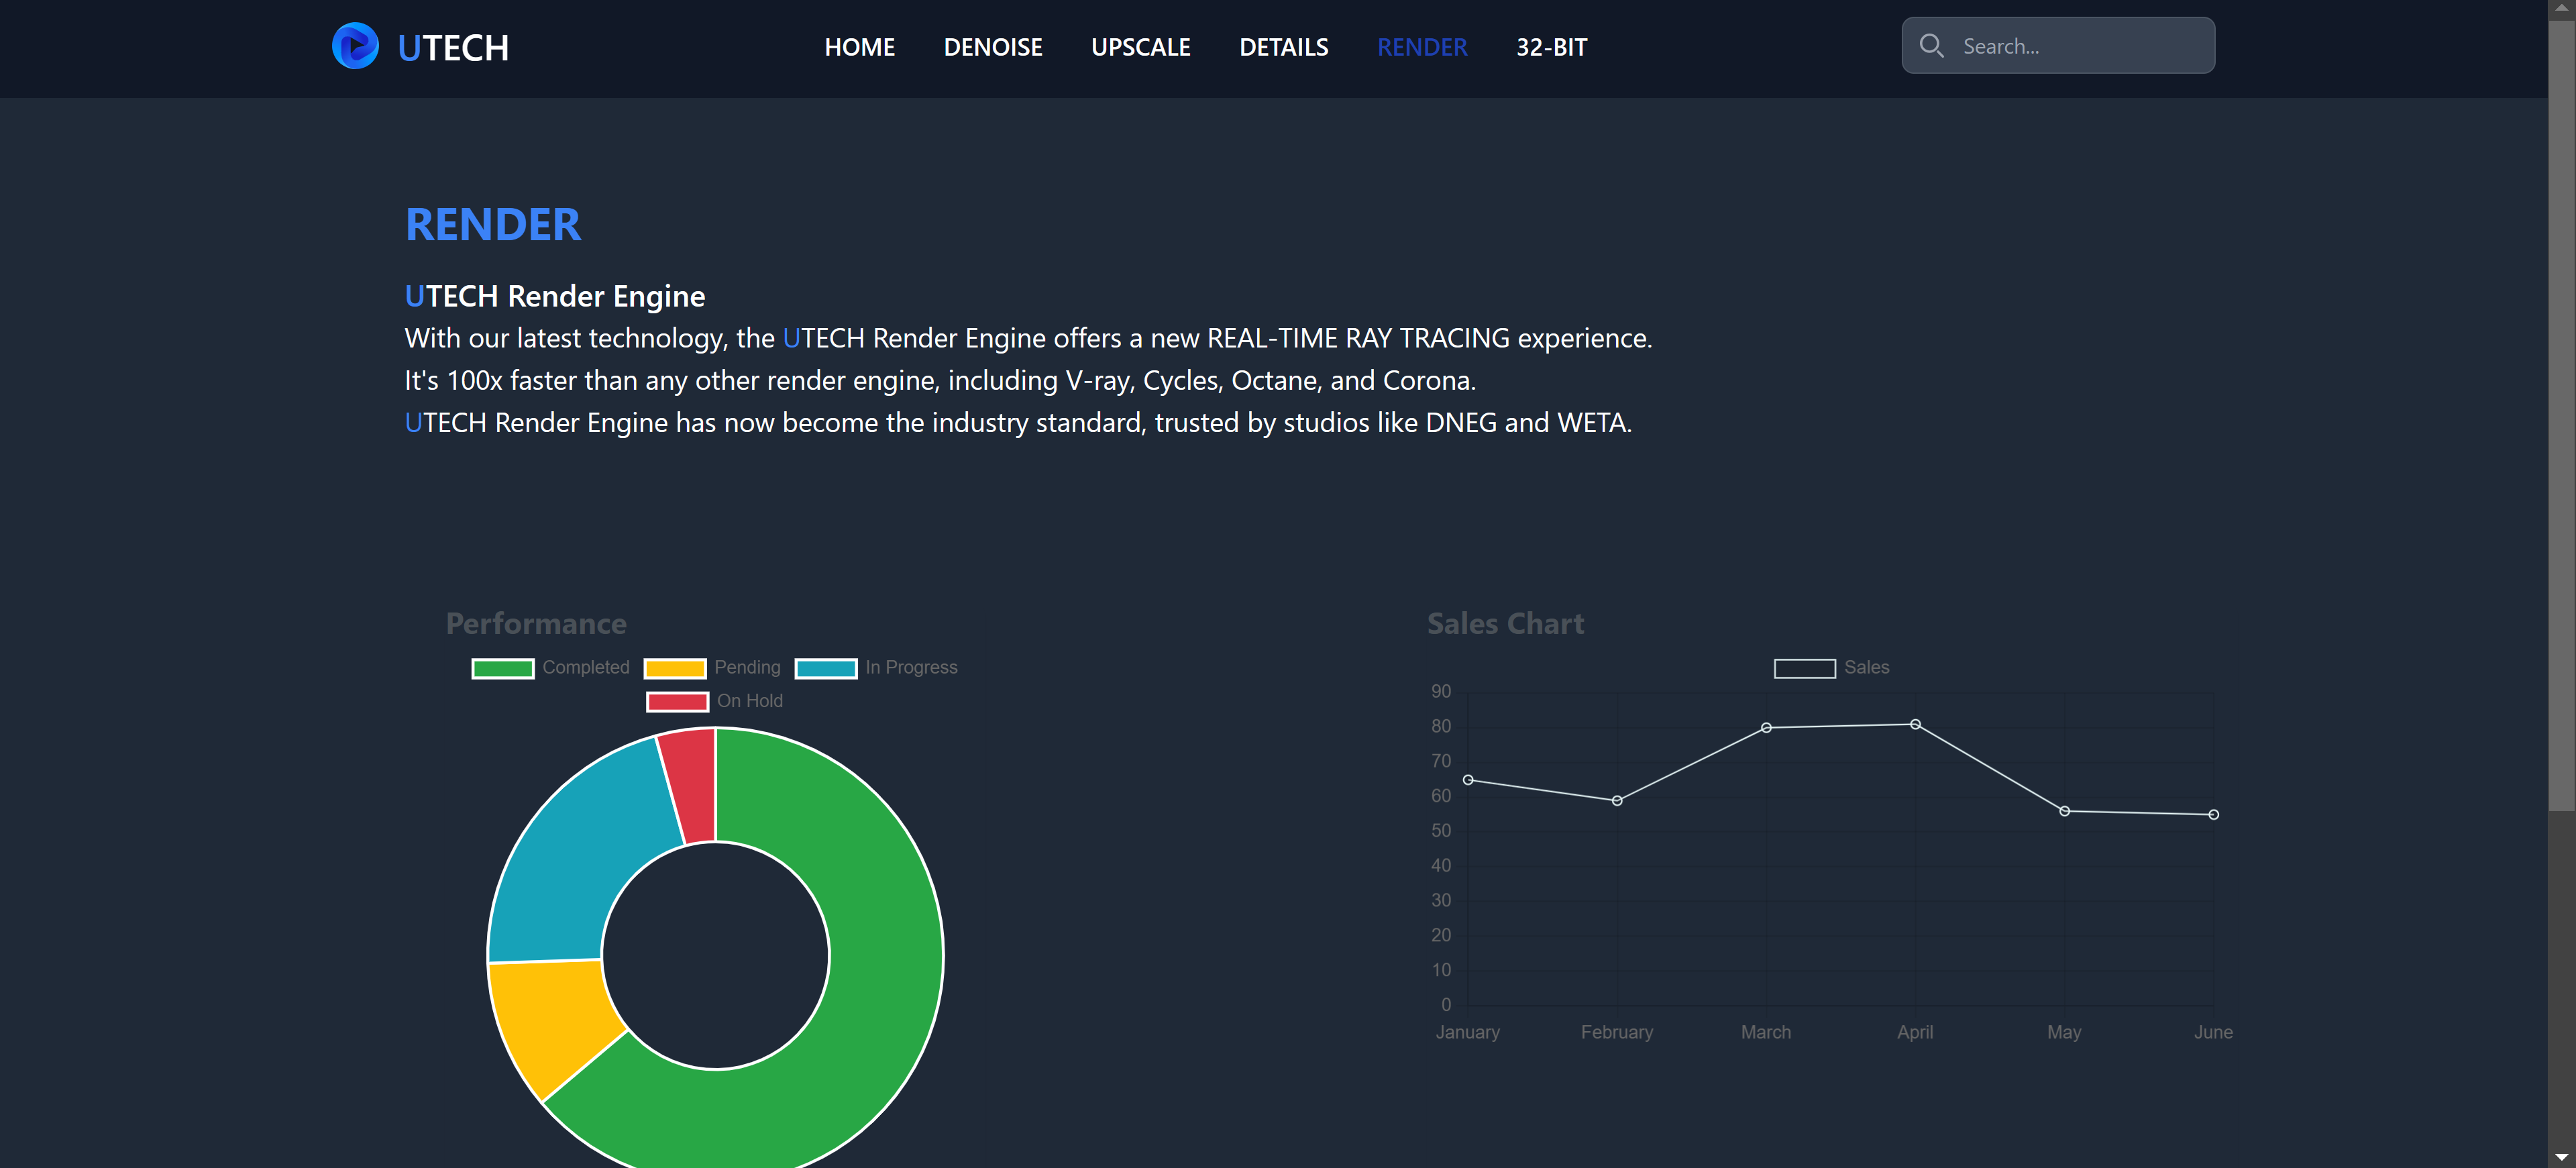 UTECH
HOME DENOISE UPSCALE DETAILS RENDER 32-BIT
Search...
RENDER
UTECH Render Engine
With our latest technology, the UTECH Render Engine offers a new REAL-TIME RAY TRACING experience.
It's 100x faster than any other render engine, including V-ray, Cycles, Octane, and Corona.
UTECH Render Engine has now become the industry standard, trusted by studios like DNEG and WETA.
Performance
Completed Pending In Progress
On Hold
Sales Chart
Sales
90
80
70
60
50
40
30
20
10
0
January February March April May June